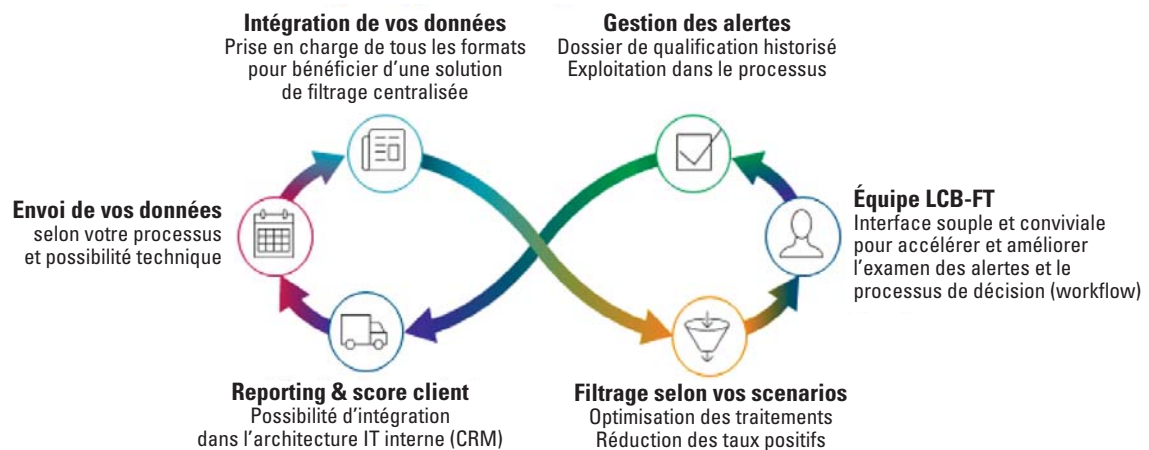 Intégration de vos données
Prise en charge de tous les formats
pour bénéficier d'une solution
de filtrage centralisée
Gestion des alertes
Dossier de qualification historisé
Exploitation dans le processus
Envoi de vos données
selon votre processus
et possibilité technique
Équipe LCB-FT
Interface souple et conviviale
pour accélérer et améliorer
l'examen des alertes et le
processus de décision (workflow)
Reporting & score client
Possibilité d'intégration
dans l'architecture IT interne (CRM)
Filtrage selon vos scenarios
Optimisation des traitements
Réduction des taux positifs